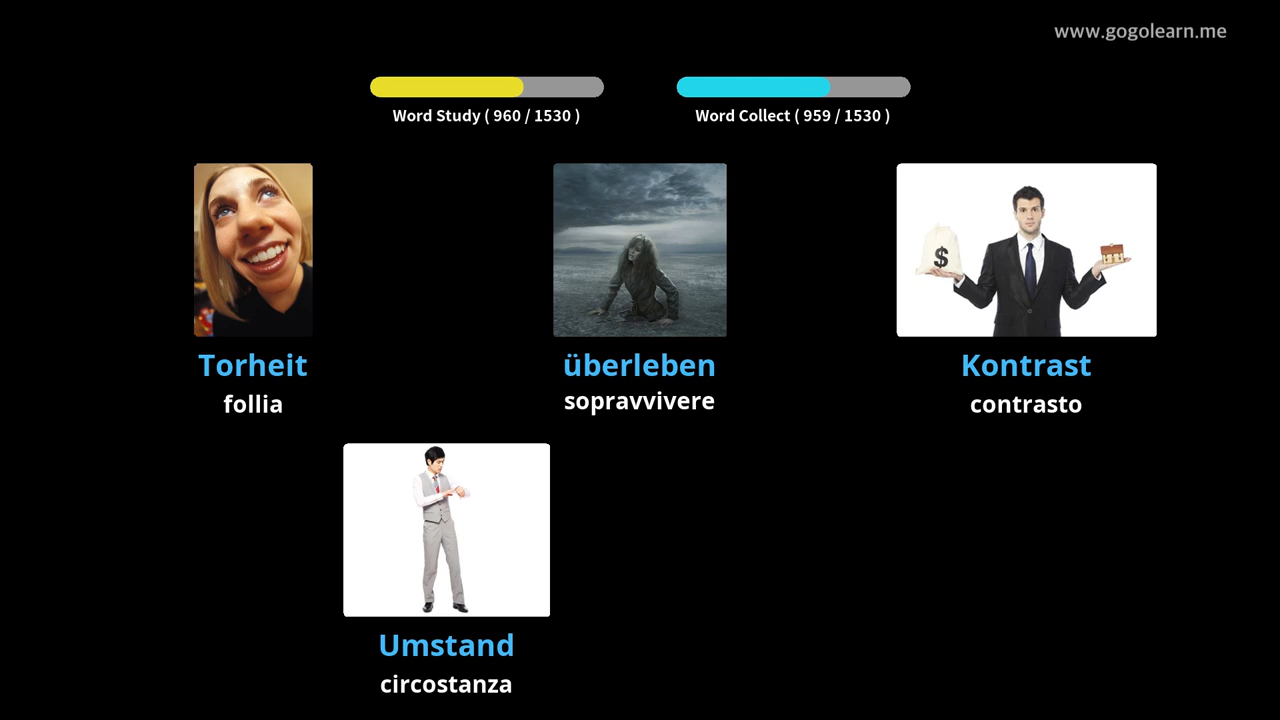 www.gogolearn.me
Word Study ( 960 / 1530 )
Word Collect ( 959 / 1530 )
$
Torheit
follia
überleben
sopravvivere
Kontrast
contrasto
Umstand
circostanza